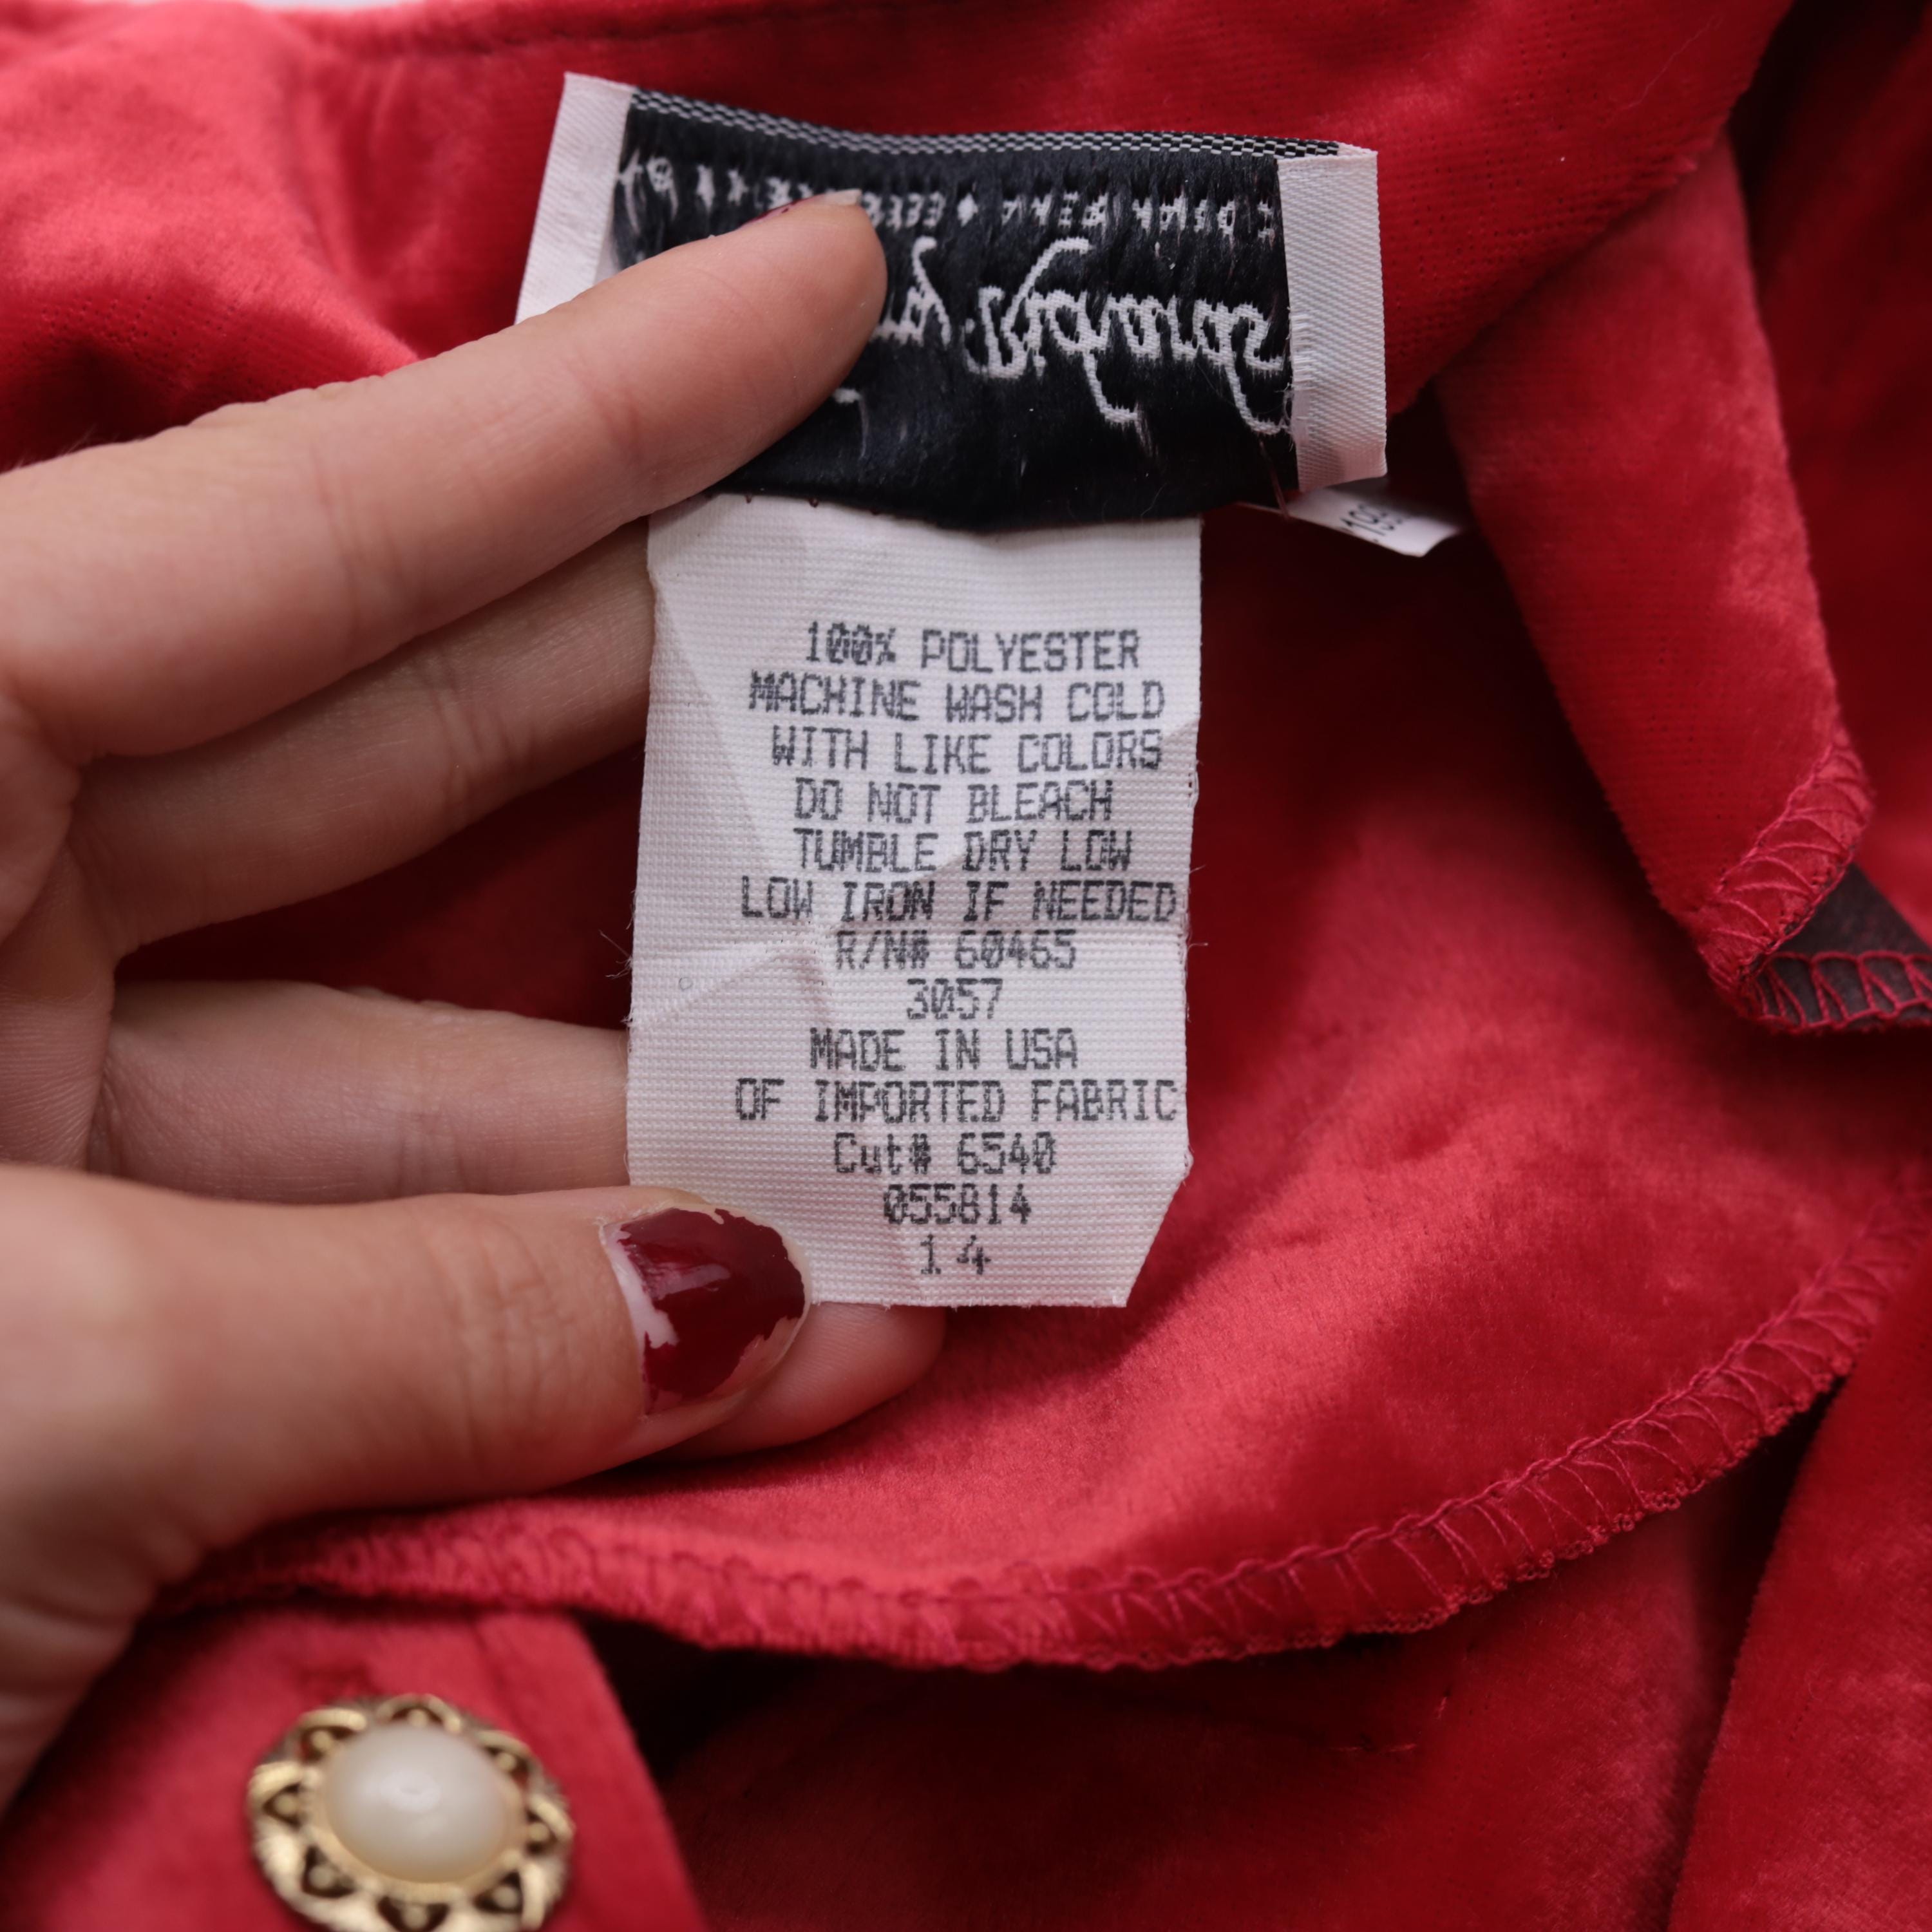 100% POLYESTER
MACHINE WASH COLD
WITH LIKE COLORS
DO NOT BLEACH
TUMBLE DRY LOW
LOW IRON IF NEEDED
R/N# 60465
3057
MADE IN USA
OF IMPORTED FABRIC
Cut# 6540
055814
14